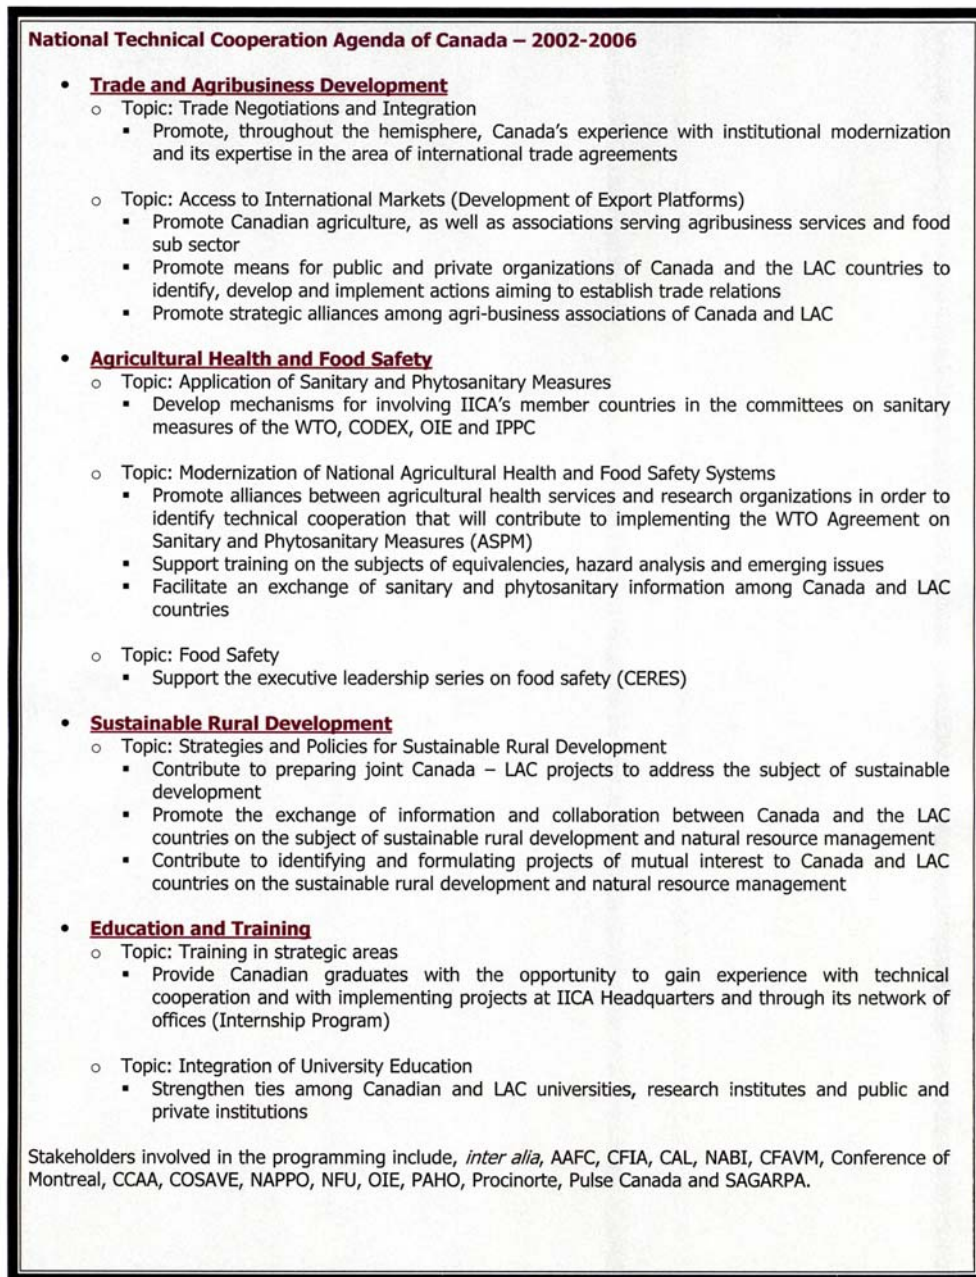 National Technical Cooperation Agenda of Canada – 2002-2006
• Trade and Agribusiness Development
o Topic: Trade Negotiations and Integration
▪ Promote, throughout the hemisphere, Canada's experience with institutional modernization
and its expertise in the area of international trade agreements
o Topic: Access to International Markets (Development of Export Platforms)
▪ Promote Canadian agriculture, as well as associations serving agribusiness services and food
sub sector
▪ Promote means for public and private organizations of Canada and the LAC countries to
identify, develop and implement actions aiming to establish trade relations
▪ Promote strategic alliances among agri-business associations of Canada and LAC
• Agricultural Health and Food Safety
o Topic: Application of Sanitary and Phytosanitary Measures
▪ Develop mechanisms for involving IICA's member countries in the committees on sanitary
measures of the WTO, CODEX, OIE and IPPC
o Topic: Modernization of National Agricultural Health and Food Safety Systems
▪ Promote alliances between agricultural health services and research organizations in order to
identify technical cooperation that will contribute to implementing the WTO Agreement on
Sanitary and Phytosanitary Measures (ASPM)
▪ Support training on the subjects of equivalencies, hazard analysis and emerging issues
▪ Facilitate an exchange of sanitary and phytosanitary information among Canada and LAC
countries
o Topic: Food Safety
▪ Support the executive leadership series on food safety (CERES)
• Sustainable Rural Development
o Topic: Strategies and Policies for Sustainable Rural Development
▪ Contribute to preparing joint Canada – LAC projects to address the subject of sustainable
development
▪ Promote the exchange of information and collaboration between Canada and the LAC
countries on the subject of sustainable rural development and natural resource management
▪ Contribute to identifying and formulating projects of mutual interest to Canada and LAC
countries on the sustainable rural development and natural resource management
• Education and Training
o Topic: Training in strategic areas
▪ Provide Canadian graduates with the opportunity to gain experience with technical
cooperation and with implementing projects at IICA Headquarters and through its network of
offices (Internship Program)
o Topic: Integration of University Education
▪ Strengthen ties among Canadian and LAC universities, research institutes and public and
private institutions
Stakeholders involved in the programming include, inter alia, AAFC, CFIA, CAL, NABI, CFAVM, Conference of
Montreal, CCAA, COSAVE, NAPPO, NFU, OIE, PAHO, Procinorte, Pulse Canada and SAGARPA.